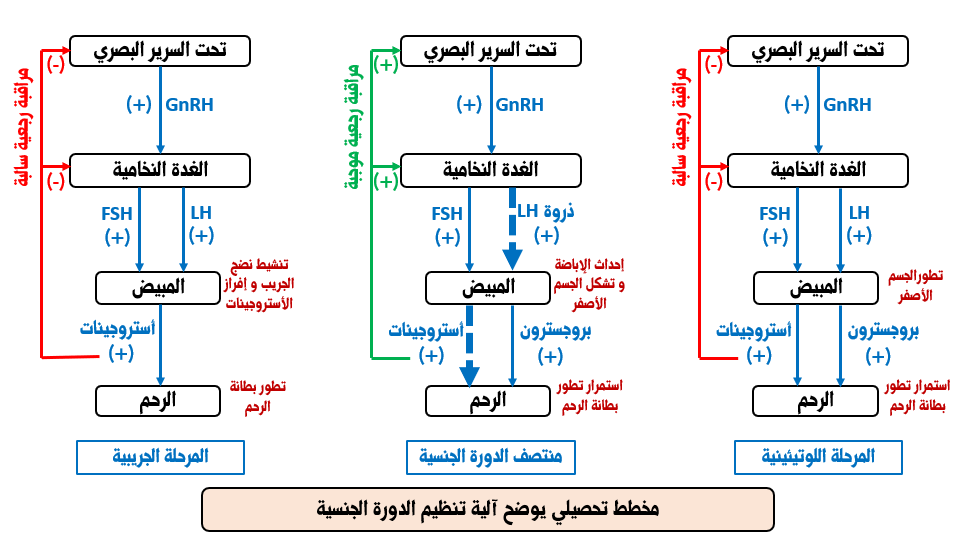 تحت السرير البصري
(-)
مراقبة رجعية سالبة
(+) GnRH
الغدة النخامية
(-)
FSH
(+)
LH
(+)
المبيض
تنشيط نضج
الجريب و إفراز
الأستروجينات
أستروجينات
(+)
الرحم
تطور بطانة
الرحم
المرحلة الجريبية
تحت السرير البصري
(+)
مراقبة رجعية موجبة
(+) GnRH
الغدة النخامية
(+)
FSH
(+)
ذروة LH
(+)
المبيض
إحداث الإباضة
و تشكل الجسم
الأصفر
أستروجينات
(+)
بروجسترون
(+)
الرحم
استمرار تطور
بطانة الرحم
منتصف الدورة الجنسية
تحت السرير البصري
(-)
مراقبة رجعية سالبة
(+) GnRH
الغدة النخامية
(-)
FSH
(+)
LH
(+)
المبيض
تطورالجسم
الأصفر
أستروجينات
(+)
بروجسترون
(+)
الرحم
استمرار تطور
بطانة الرحم
المرحلة اللوتيئينية
مخطط تحصيلي يوضح آلية تنظيم الدورة الجنسية